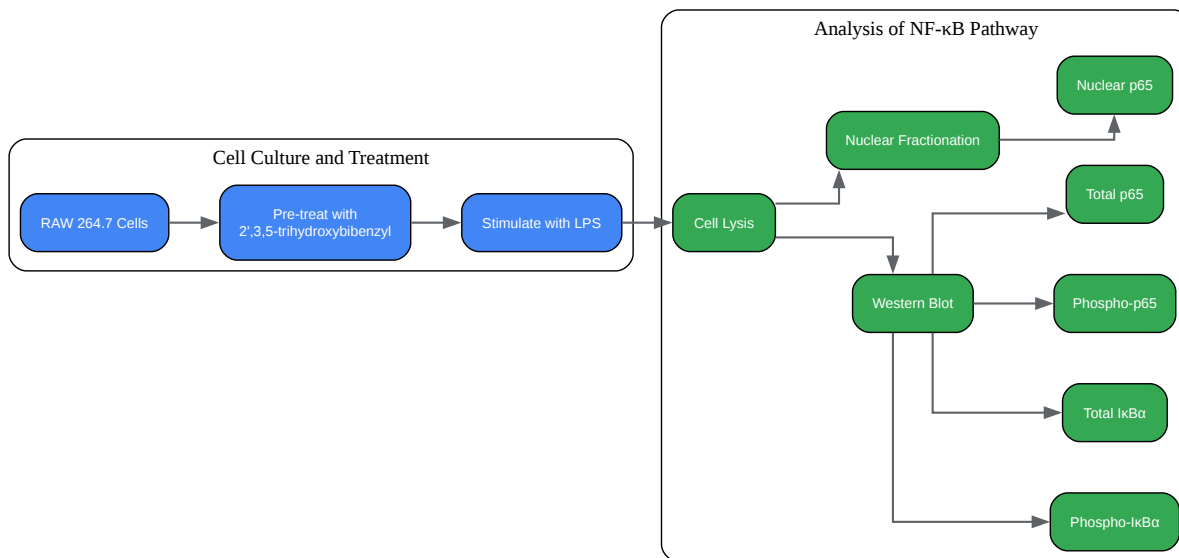 Cell Culture and Treatment
RAW 264.7 Cells
Pre-treat with
2',3,5-trihydroxybibenzyl
Stimulate with LPS
Analysis of NF-κB Pathway
Cell Lysis
Nuclear Fractionation
Nuclear p65
Western Blot
Total p65
Phospho-p65
Total IκBα
Phospho-IκBα